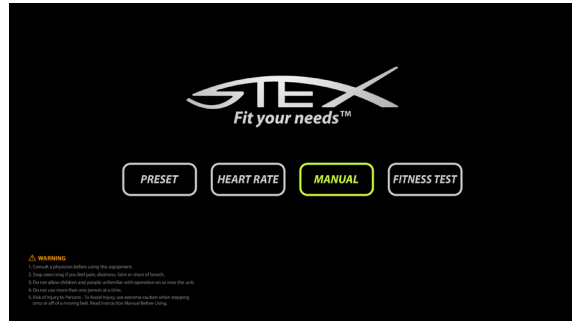 STEX
Fit your needs™
PRESET
HEART RATE
MANUAL
FITNESS TEST
WARNING
1. Consult a physician before using this equipment.
2. Stop exercising if you feel pain, dizziness, faint or short of breath.
3. Do not allow children and people unfamiliar with operation on or near the unit.
4. Do not use more than one person at a time.
5. Risk of Injury to Persons : To Avoid Injury, use extreme caution when stepping
onto or off of a moving belt. Read Instruction Manual Before Using.